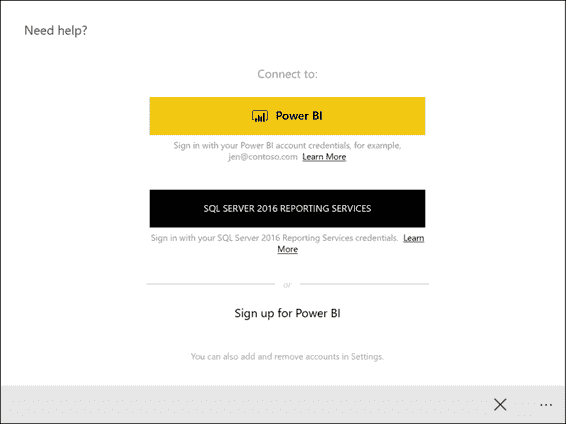 Need help?
Connect to:
Power BI
Sign in with your Power BI account credentials, for example,
jen@contoso.com Learn More
SQL SERVER 2016 REPORTING SERVICES
Sign in with your SQL Server 2016 Reporting Services credentials. Learn
More
or
Sign up for Power BI
You can also add and remove accounts in Settings.